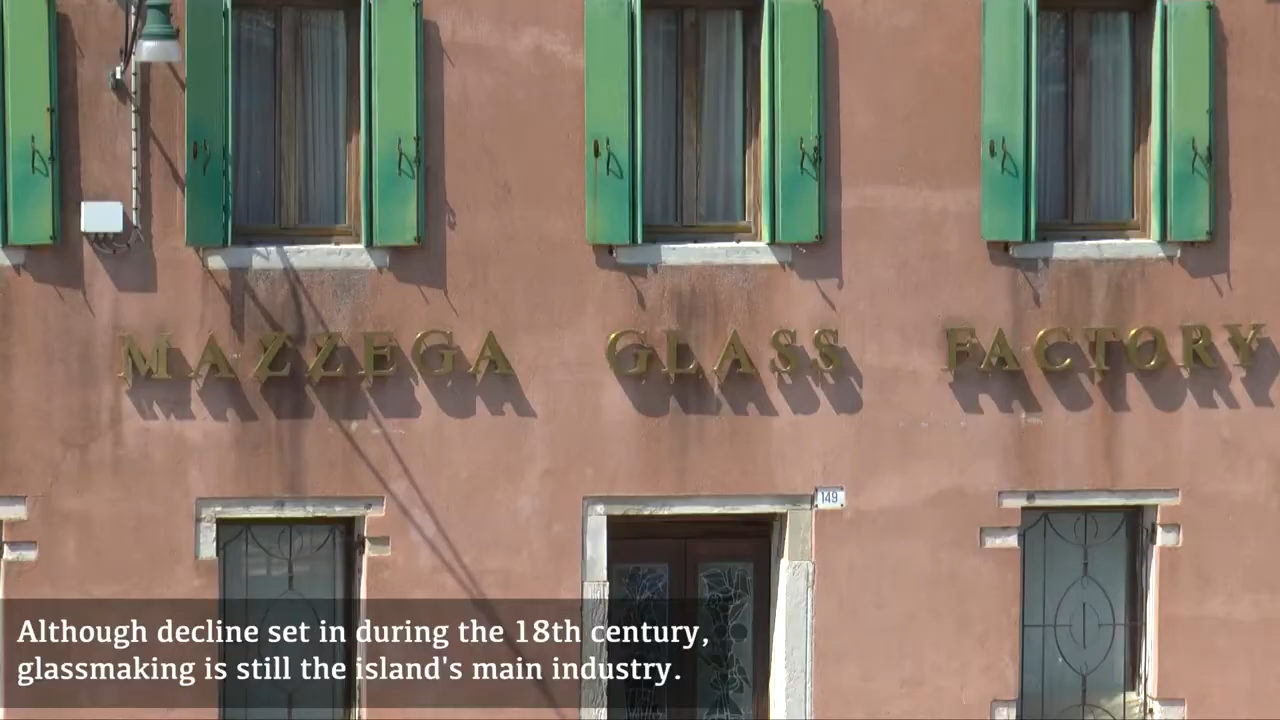 MAZZEGA GLASS FACTORY
149
Although decline set in during the 18th century,
glassmaking is still the island's main industry.